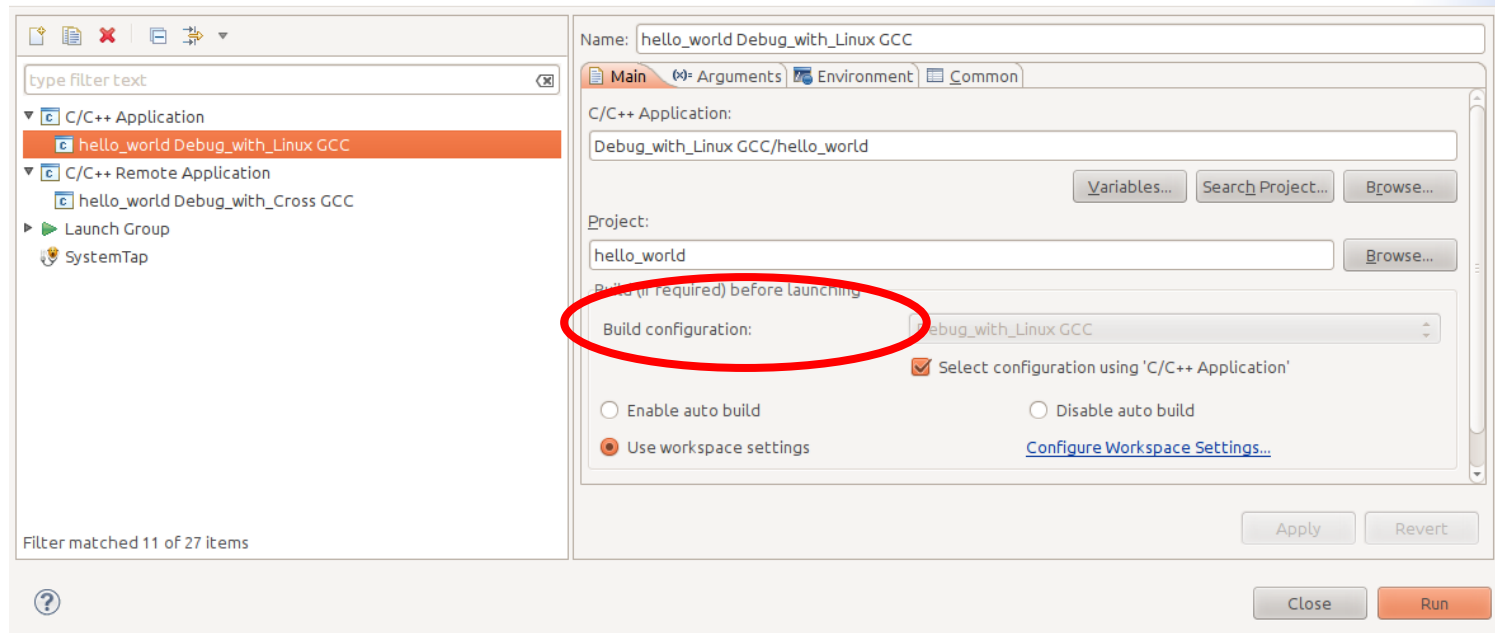 Name: hello_world Debug_with_Linux GCC
type filter text
C/C++ Application
hello_world Debug_with_Linux GCC
C/C++ Remote Application
hello_world Debug_with_Cross GCC
Launch Group
SystemTap
Filter matched 11 of 27 items
Main (x)= Arguments Environment Common
C/C++ Application:
Debug_with_Linux GCC/hello_world
Variables... Search Project... Browse...
Project:
hello_world Browse...
Build (if required) before launching
Build configuration: Debug_with_Linux GCC
Select configuration using 'C/C++ Application'
Enable auto build Disable auto build
Use workspace settings Configure Workspace Settings...
Apply Revert
Close Run